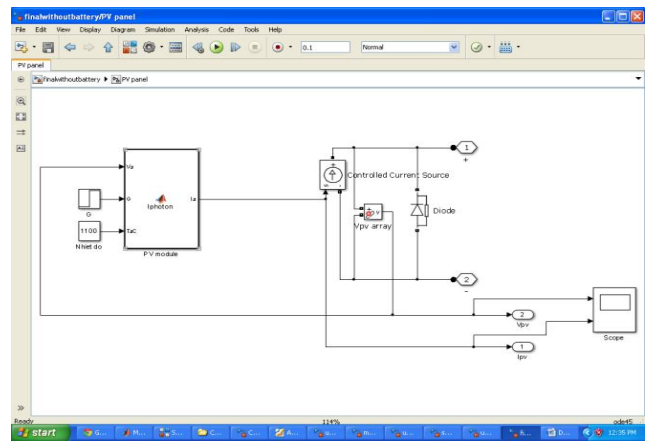 finalwithoutbattery/PV panel
File Edit View Display Diagram Simulation Analysis Code Tools Help
0.1 Normal
PV panel
finalwithoutbattery PV panel
Va
G
TaC
Iphoton
Ia
G
1100
Nhiet do
PV module
Controlled Current Source
1
+
v
Vpv array
Diode
2
-
2
Vpv
1
Ipv
Scope
Ready 114% ode45
start 12:35 PM